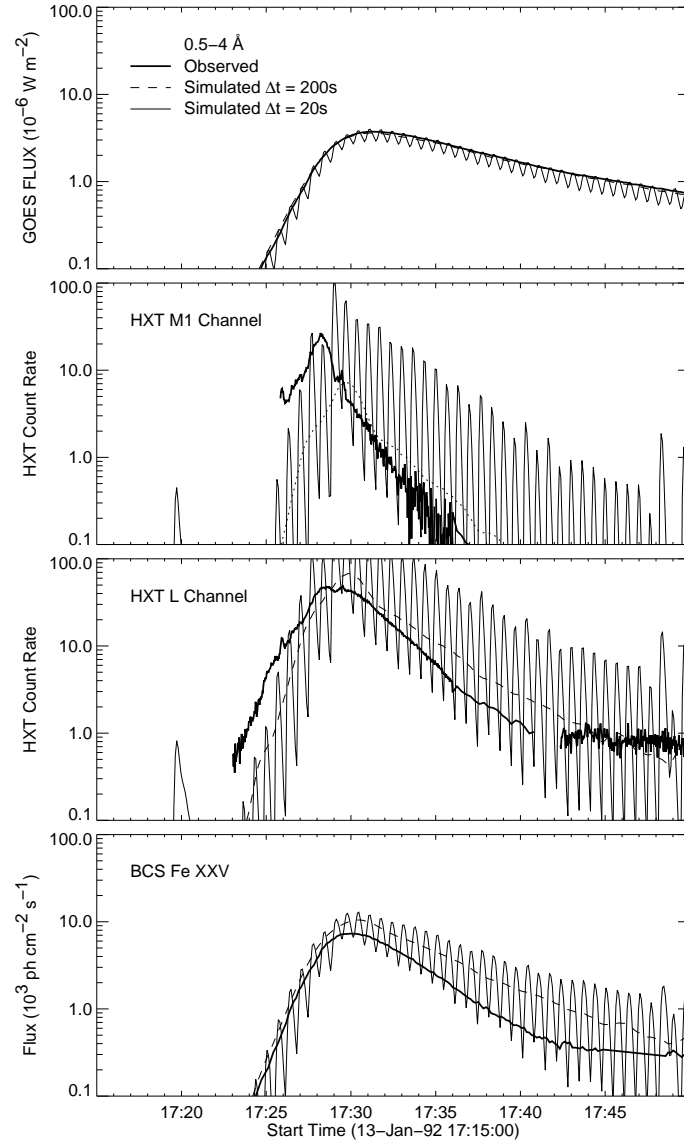 0.5−4 Å
Observed
Simulated Δt = 200s
Simulated Δt = 20s
GOES FLUX (10⁻⁶ W m⁻²)
10.0
1.0
0.1
HXT M1 Channel
HXT Count Rate
100.0
10.0
1.0
0.1
HXT L Channel
HXT Count Rate
100.0
10.0
1.0
0.1
BCS Fe XXV
Flux (10³ ph cm⁻² s⁻¹)
100.0
10.0
1.0
0.1
17:20 17:25 17:30 17:35 17:40 17:45
Start Time (13−Jan−92 17:15:00)